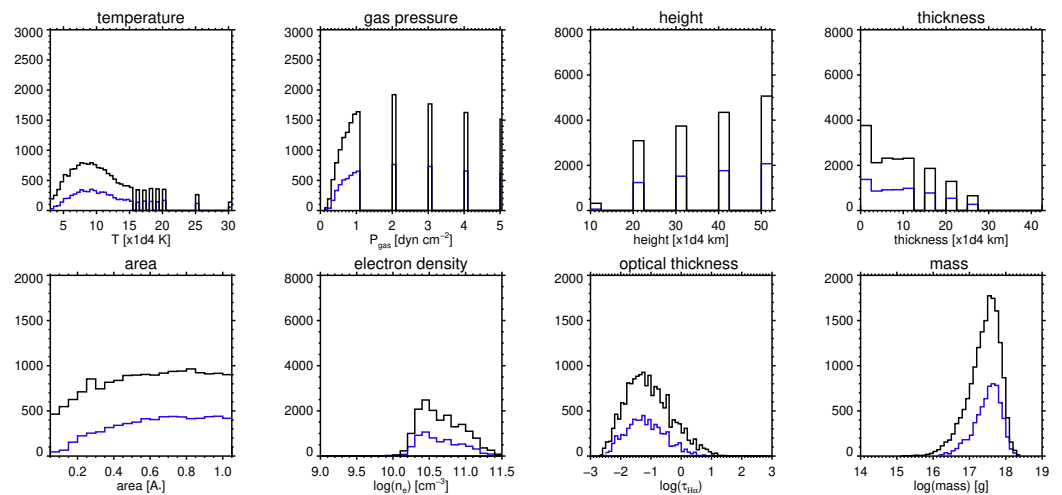 temperature gas pressure height thickness
3000 3000 8000 8000
2500 2500
2000 2000 6000 6000
1500 1500 4000 4000
1000 1000
500 500 2000 2000
0 0 0 0
5 10 15 20 25 30 0 1 2 3 4 5 10 20 30 40 50 0 10 20 30 40
T [x1d4 K] P_gas [dyn cm−2] height [x1d4 km] thickness [x1d4 km]
area electron density optical thickness mass
2000 8000 2000 2000
1500 6000 1500 1500
1000 4000 1000 1000
500 2000 500 500
0 0 0 0
0.2 0.4 0.6 0.8 1.0 9.0 9.5 10.0 10.5 11.0 11.5 −3 −2 −1 0 1 2 3 14 15 16 17 18 19
area [A*] log(n_e) [cm−3] log(τHα) log(mass) [g]